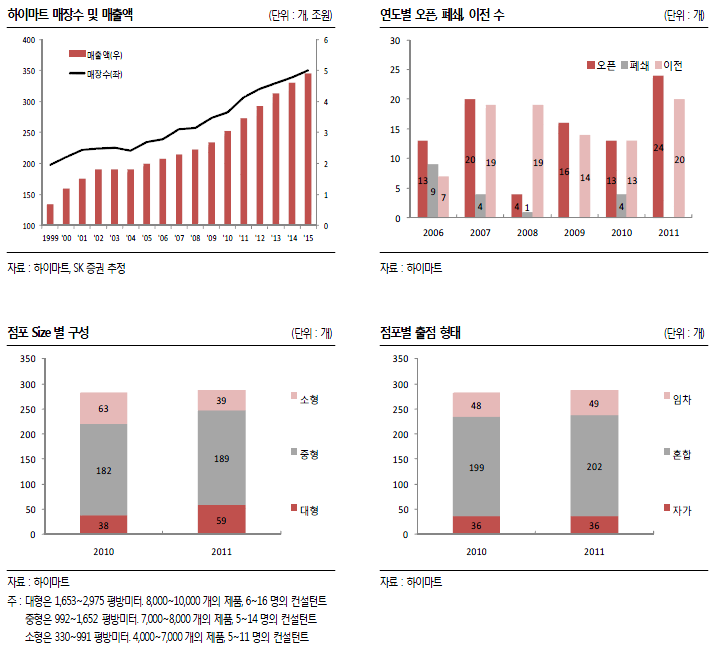 하이마트 매장수 및 매출액
(단위 : 개, 조원)
400
350
300
250
200
150
100
6
5
4
3
2
1
0
매출액(우)
매장수(좌)
1999 '00 '01 '02 '03 '04 '05 '06 '07 '08 '09 '10 '11 '12 '13 '14 '15
자료 : 하이마트, SK 증권 추정
연도별 오픈, 폐쇄, 이전 수
(단위 : 개)
30
25
20
15
10
5
0
오픈 폐쇄 이전
13 9 7
20 4 19
4 1 19
16 14
13 4 13
24 20
2006 2007 2008 2009 2010 2011
자료 : 하이마트
점포 Size 별 구성
(단위 : 개)
350
300
250
200
150
100
50
0
63 39
182 189
38 59
소형
중형
대형
2010 2011
자료 : 하이마트
주 : 대형은 1,653~2,975 평방미터. 8,000~10,000 개의 제품, 6~16 명의 컨설턴트
중형은 992~1,652 평방미터. 7,000~8,000 개의 제품, 5~14 명의 컨설턴트
소형은 330~991 평방미터. 4,000~7,000 개의 제품, 5~11 명의 컨설턴트
점포별 출점 형태
(단위 : 개)
350
300
250
200
150
100
50
0
48 49
199 202
36 36
임차
혼합
자가
2010 2011
자료 : 하이마트